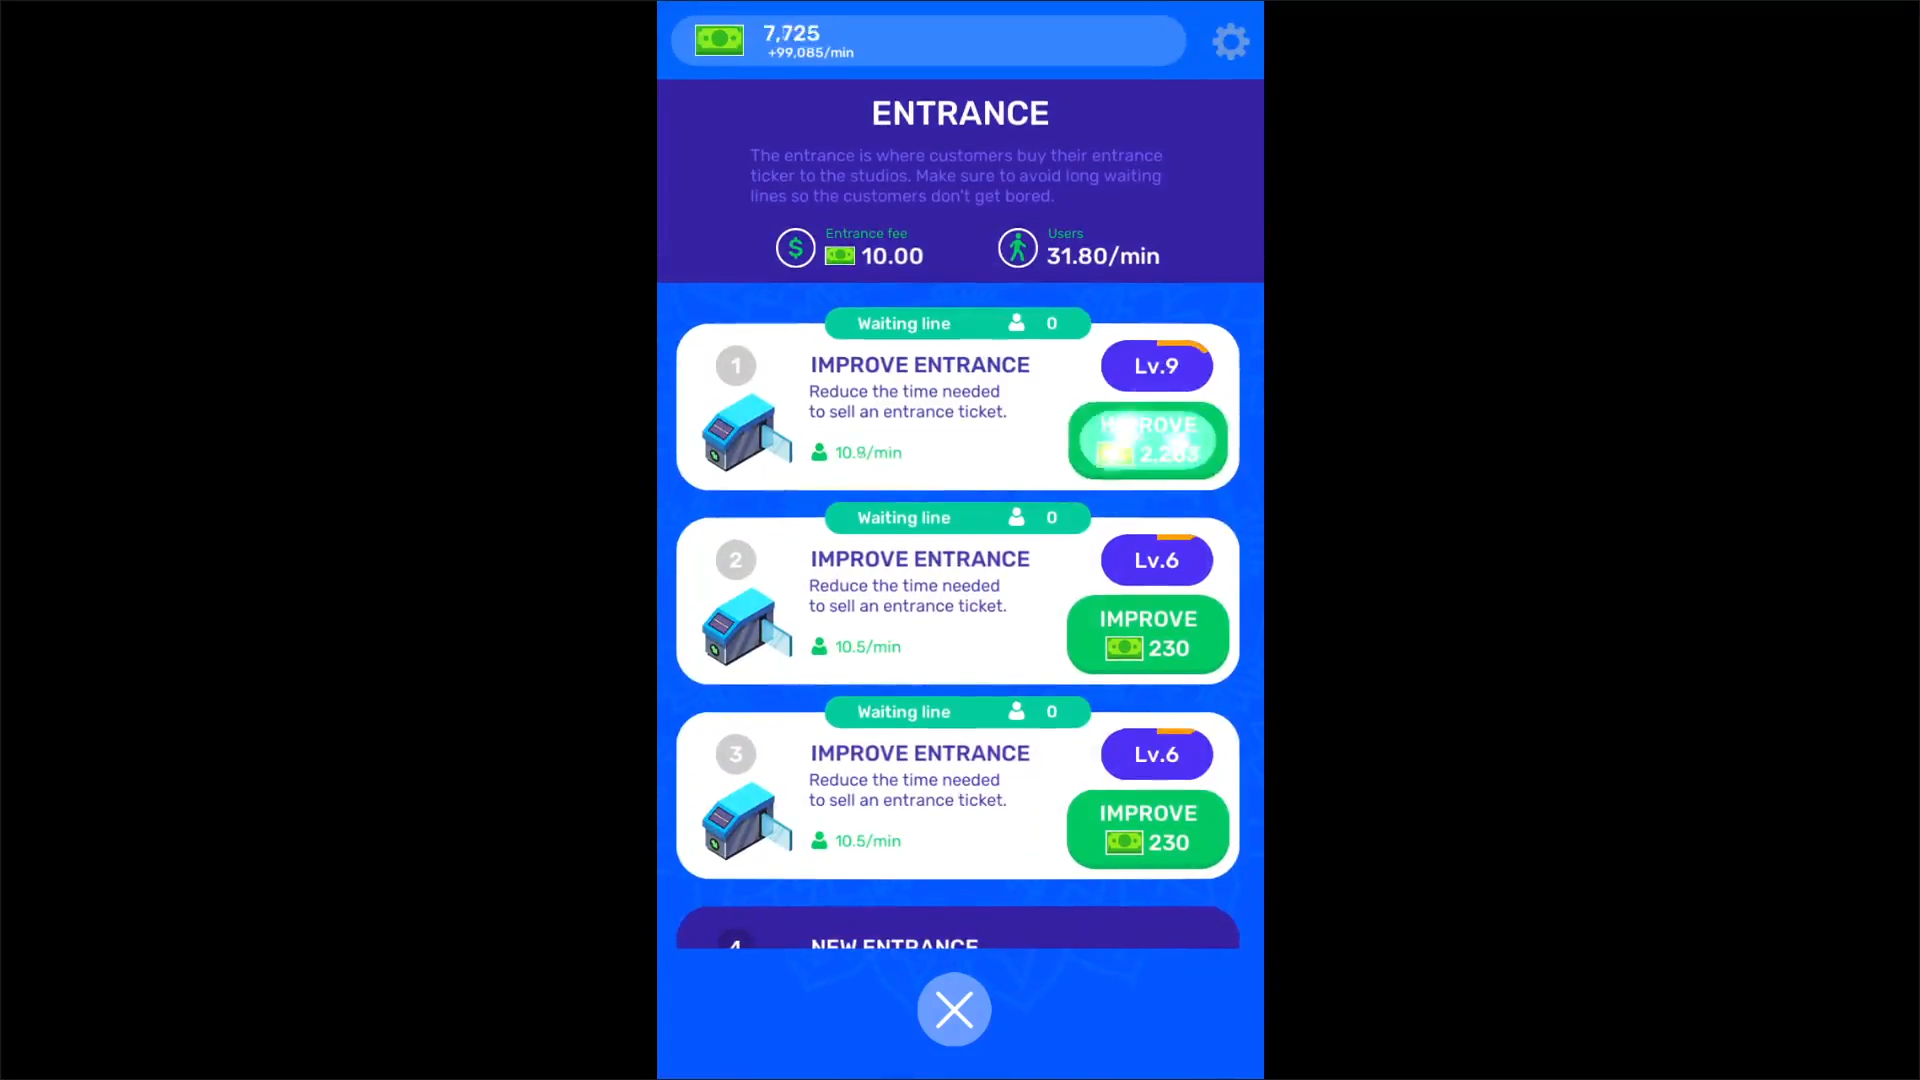 7,725
+99,085/min
ENTRANCE
The entrance is where customers buy their entrance
ticker to the studios. Make sure to avoid long waiting
lines so the customers don't get bored.
Entrance fee
10.00
Users
31.80/min
Waiting line 0
1
IMPROVE ENTRANCE
Reduce the time needed
to sell an entrance ticket.
10.8/min
Lv.9
IMPROVE
Waiting line 0
2
IMPROVE ENTRANCE
Reduce the time needed
to sell an entrance ticket.
10.5/min
Lv.6
IMPROVE
230
Waiting line 0
3
IMPROVE ENTRANCE
Reduce the time needed
to sell an entrance ticket.
10.5/min
Lv.6
IMPROVE
230
4
NEW ENTRANCE